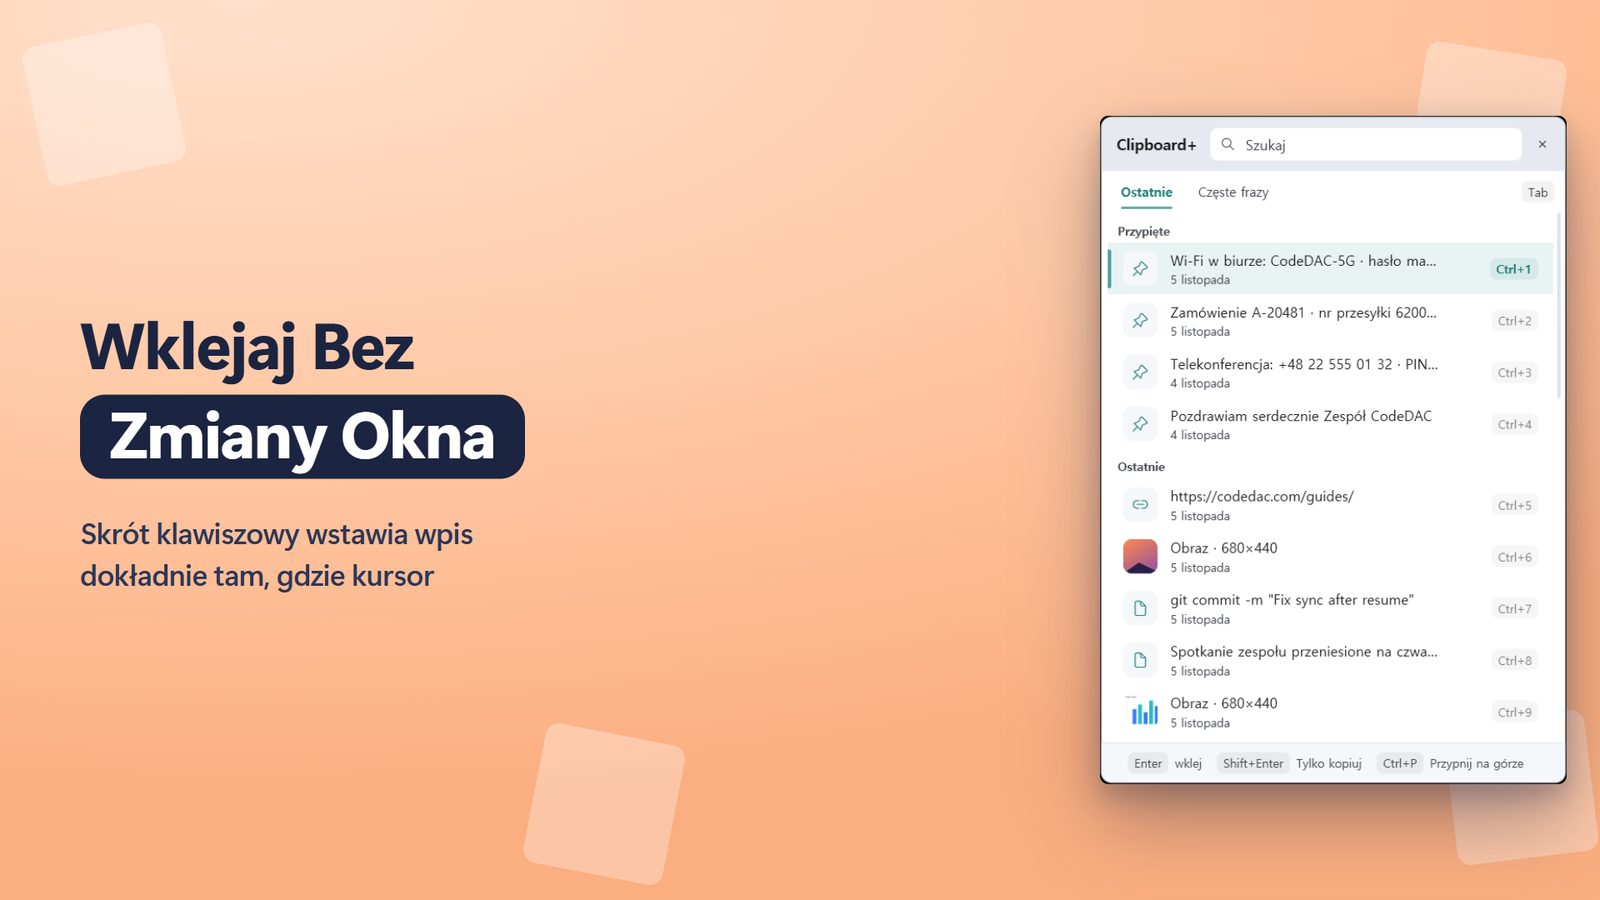 Wklejaj Bez
Zmiany Okna
Skrót klawiszowy wstawia wpis
dokładnie tam, gdzie kursor
Clipboard+
Szukaj
×
Ostatnie
Częste frazy
Tab
Przypięte
Wi-Fi w biurze: CodeDAC-5G · hasło ma...
5 listopada
Ctrl+1
Zamówienie A-20481 · nr przesyłki 6200...
5 listopada
Ctrl+2
Telekonferencja: +48 22 555 01 32 · PIN...
4 listopada
Ctrl+3
Pozdrawiam serdecznie Zespół CodeDAC
4 listopada
Ctrl+4
Ostatnie
https://codedac.com/guides/
5 listopada
Ctrl+5
Obraz · 680×440
5 listopada
Ctrl+6
git commit -m "Fix sync after resume"
5 listopada
Ctrl+7
Spotkanie zespołu przeniesione na czwa...
5 listopada
Ctrl+8
Obraz · 680×440
5 listopada
Ctrl+9
Enter wklej Shift+Enter Tylko kopiuj Ctrl+P Przypnij na górze